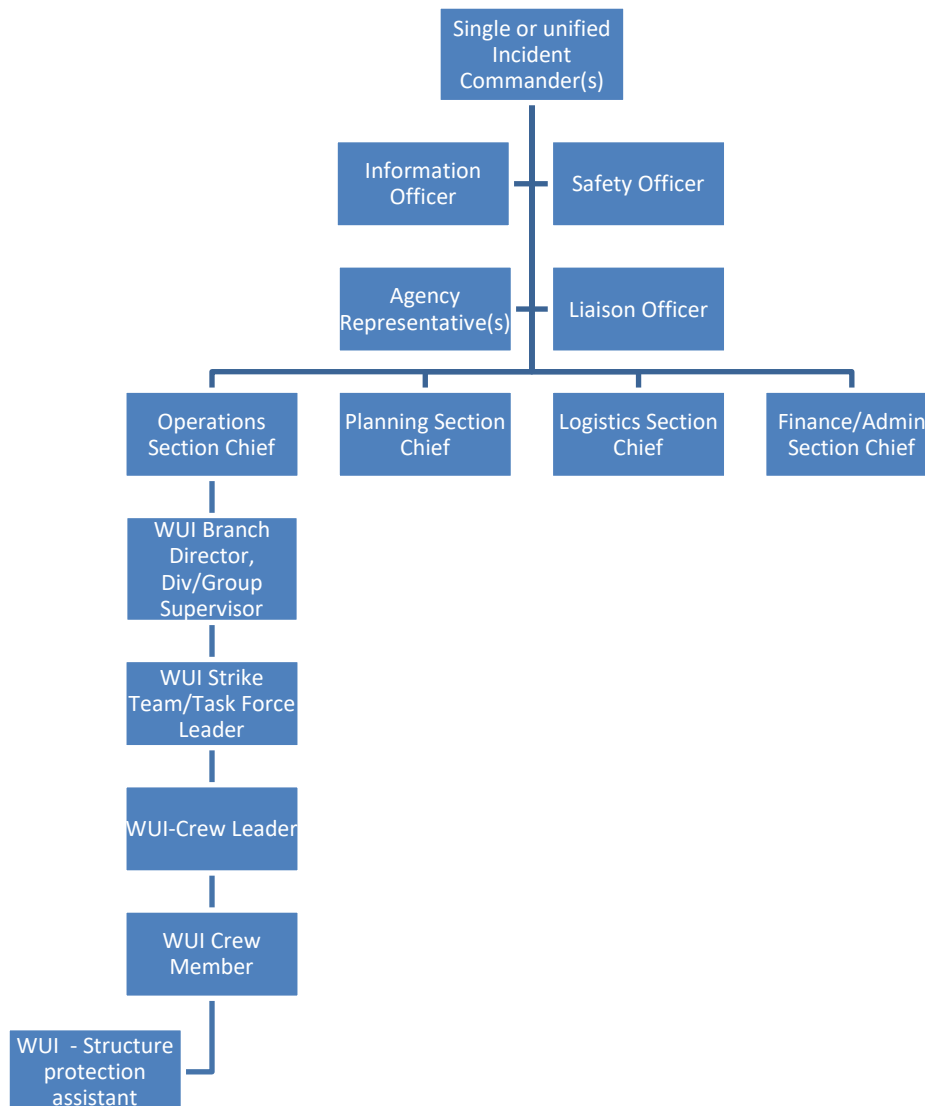 Single or unified
Incident
Commander(s)
Information
Officer
Safety Officer
Agency
Representative(s)
Liaison Officer
Operations
Section Chief
Planning Section
Chief
Logistics Section
Chief
Finance/Admin
Section Chief
WUI Branch
Director,
Div/Group
Supervisor
WUI Strike
Team/Task Force
Leader
WUI-Crew Leader
WUI Crew
Member
WUI  - Structure
protection
assistant